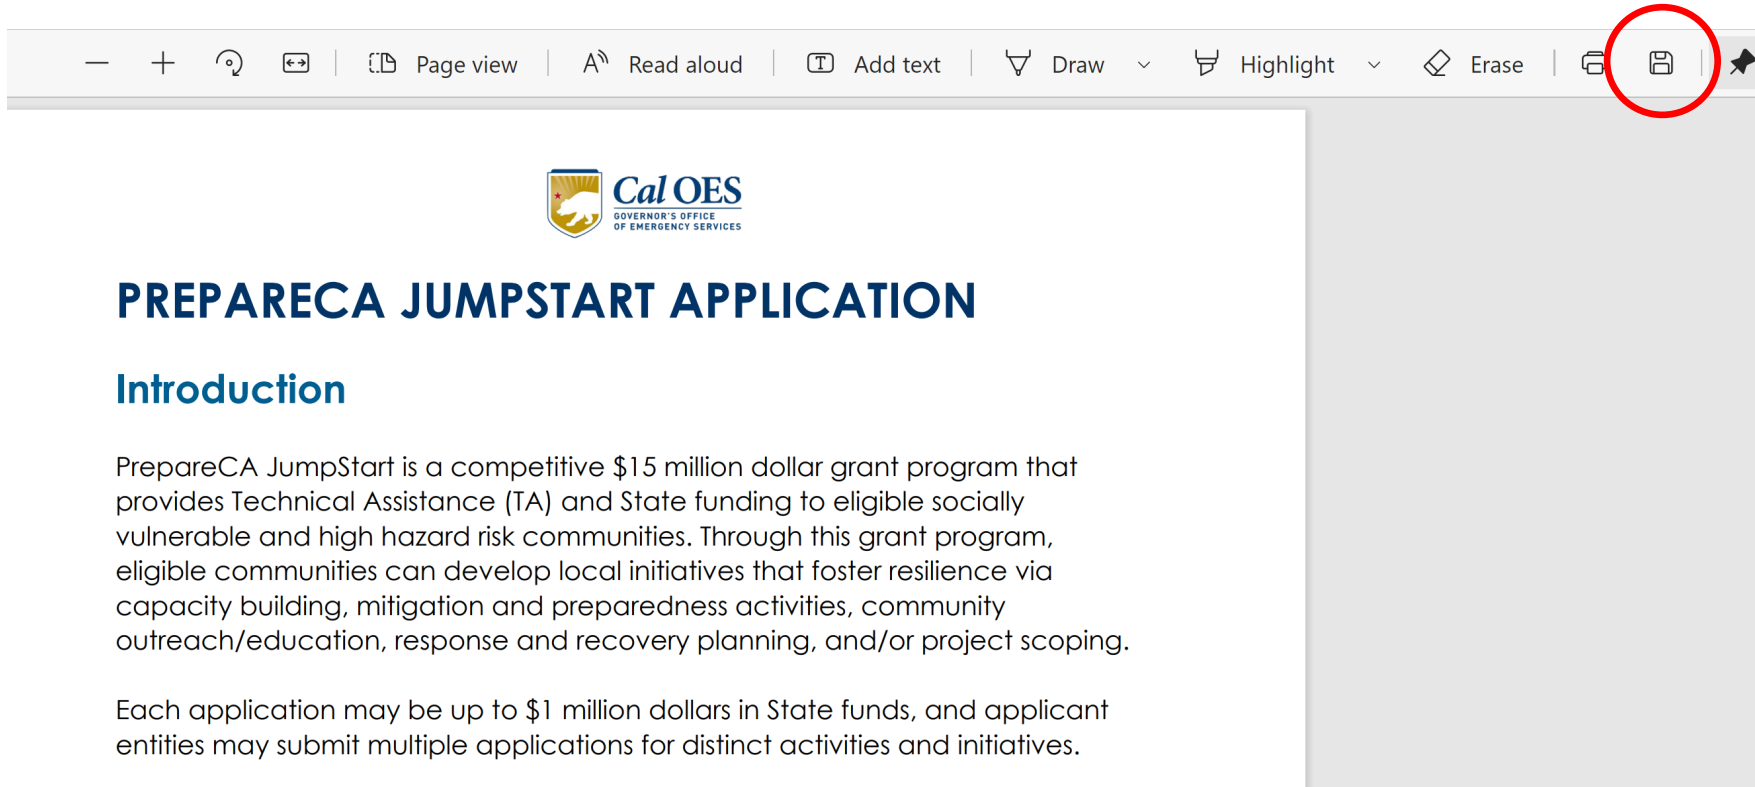 Page view
Read aloud
Add text
Draw
Highlight
Erase
Cal OES
GOVERNOR'S OFFICE
OF EMERGENCY SERVICES
PREPARECA JUMPSTART APPLICATION
Introduction
PrepareCA JumpStart is a competitive $15 million dollar grant program that
provides Technical Assistance (TA) and State funding to eligible socially
vulnerable and high hazard risk communities. Through this grant program,
eligible communities can develop local initiatives that foster resilience via
capacity building, mitigation and preparedness activities, community
outreach/education, response and recovery planning, and/or project scoping.
Each application may be up to $1 million dollars in State funds, and applicant
entities may submit multiple applications for distinct activities and initiatives.